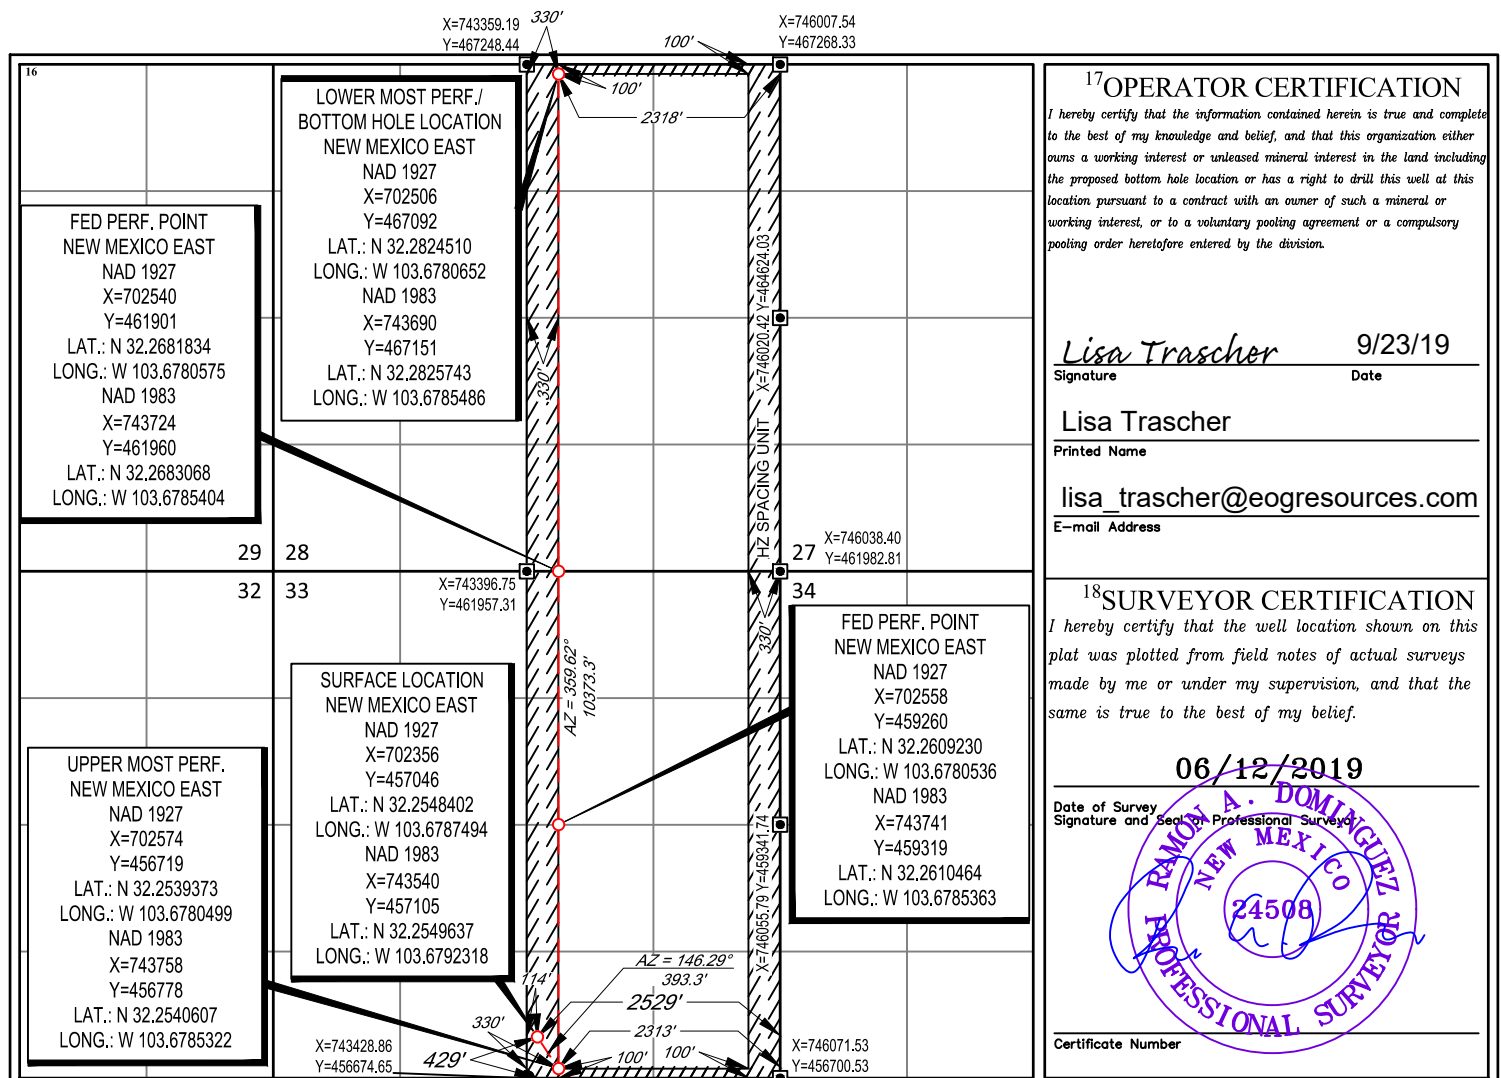 16
X=743359.19
Y=467248.44
330'
100'
X=746007.54
Y=467268.33
100'
2318'
LOWER MOST PERF./
BOTTOM HOLE LOCATION
NEW MEXICO EAST
NAD 1927
X=702506
Y=467092
LAT.: N 32.2824510
LONG.: W 103.6780652
NAD 1983
X=743690
Y=467151
LAT.: N 32.2825743
LONG.: W 103.6785486
FED PERF. POINT
NEW MEXICO EAST
NAD 1927
X=702540
Y=461901
LAT.: N 32.2681834
LONG.: W 103.6780575
NAD 1983
X=743724
Y=461960
LAT.: N 32.2683068
LONG.: W 103.6785404
330'
X=746020.42 Y=464624.03
HZ SPACING UNIT
29
28
27
X=746038.40
Y=461982.81
32
33
34
X=743396.75
Y=461957.31
330'
AZ = 359.62°
10373.3'
FED PERF. POINT
NEW MEXICO EAST
NAD 1927
X=702558
Y=459260
LAT.: N 32.2609230
LONG.: W 103.6780536
NAD 1983
X=743741
Y=459319
LAT.: N 32.2610464
LONG.: W 103.6785363
SURFACE LOCATION
NEW MEXICO EAST
NAD 1927
X=702356
Y=457046
LAT.: N 32.2548402
LONG.: W 103.6787494
NAD 1983
X=743540
Y=457105
LAT.: N 32.2549637
LONG.: W 103.6792318
UPPER MOST PERF.
NEW MEXICO EAST
NAD 1927
X=702574
Y=456719
LAT.: N 32.2539373
LONG.: W 103.6780499
NAD 1983
X=743758
Y=456778
LAT.: N 32.2540607
LONG.: W 103.6785322
X=746055.79 Y=459341.74
114'
AZ = 146.29°
393.3'
2529'
330'
2313'
429'
100'
100'
X=743428.86
Y=456674.65
X=746071.53
Y=456700.53
17OPERATOR CERTIFICATION
I hereby certify that the information contained herein is true and complete
to the best of my knowledge and belief, and that this organization either
owns a working interest or unleased mineral interest in the land including
the proposed bottom hole location or has a right to drill this well at this
location pursuant to a contract with an owner of such a mineral or
working interest, or to a voluntary pooling agreement or a compulsory
pooling order heretofore entered by the division.
Lisa Trascher 9/23/19
Signature Date
Lisa Trascher
Printed Name
lisa_trascher@eogresources.com
E-mail Address
18SURVEYOR CERTIFICATION
I hereby certify that the well location shown on this
plat was plotted from field notes of actual surveys
made by me or under my supervision, and that the
same is true to the best of my belief.
06/12/2019
Date of Survey
Signature and Seal of Professional Surveyor
RAMON A. DOMINGUEZ
NEW MEXICO
24508
PROFESSIONAL SURVEYOR
Certificate Number